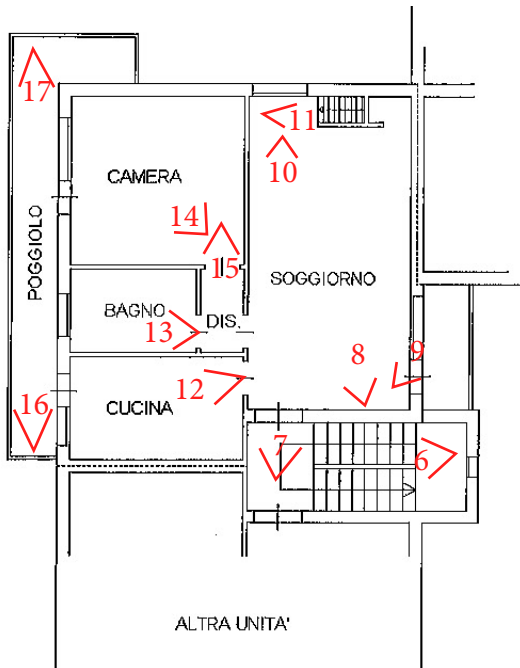 17
11
10
CAMERA
14
POGGIOLO
15
SOGGIORNO
BAGNO
DIS.
13
8
9
12
16
CUCINA
7
6
ALTRA UNITA'